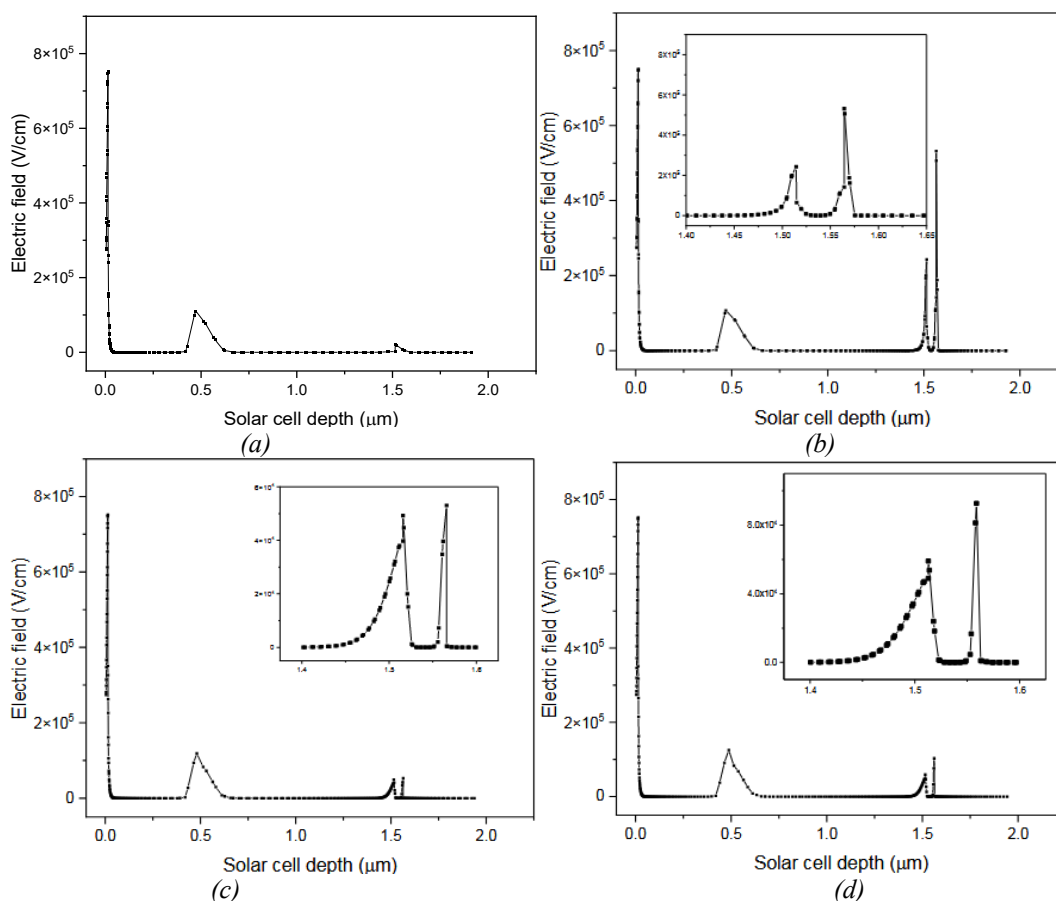 8×10⁵
6×10⁵
4×10⁵
2×10⁵
0
Electric field (V/cm)
0.0 0.5 1.0 1.5 2.0
Solar cell depth (μm)
(a)
8×10⁵
6×10⁵
4×10⁵
2×10⁵
0
Electric field (V/cm)
8X10⁵
6X10⁵
4X10⁵
2X10⁵
0
1.40 1.45 1.50 1.55 1.60 1.65
0.0 0.5 1.0 1.5 2.0
Solar cell depth (μm)
(b)
8×10⁵
6×10⁵
4×10⁵
2×10⁵
0
Electric field (V/cm)
0
1.4 1.5 1.6
0.0 0.5 1.0 1.5 2.0
Solar cell depth (μm)
(c)
8×10⁵
6×10⁵
4×10⁵
2×10⁵
0
Electric field (V/cm)
8.0x10⁴
4.0x10⁴
0.0
1.4 1.5 1.6
0.0 0.5 1.0 1.5 2.0
Solar cell depth (μm)
(d)